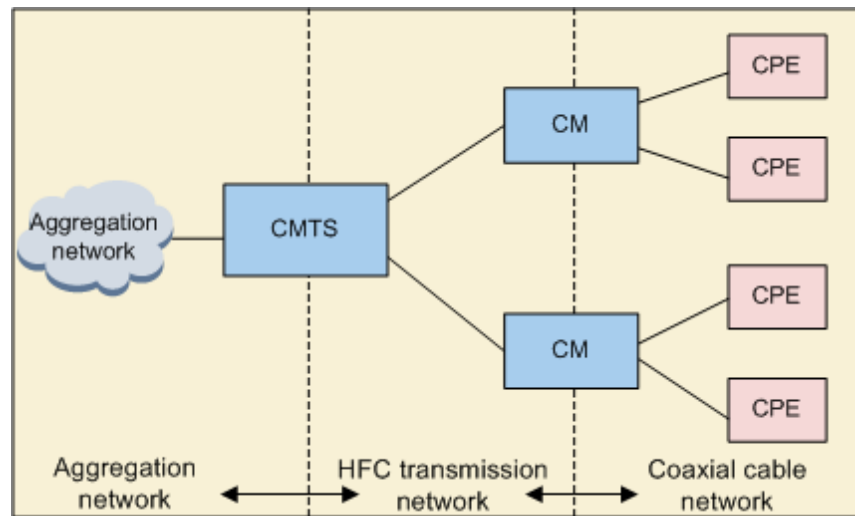 CPE
CM
CPE
Aggregation
network
CMTS
CPE
CM
CPE
Aggregation
network
HFC transmission
network
Coaxial cable
network